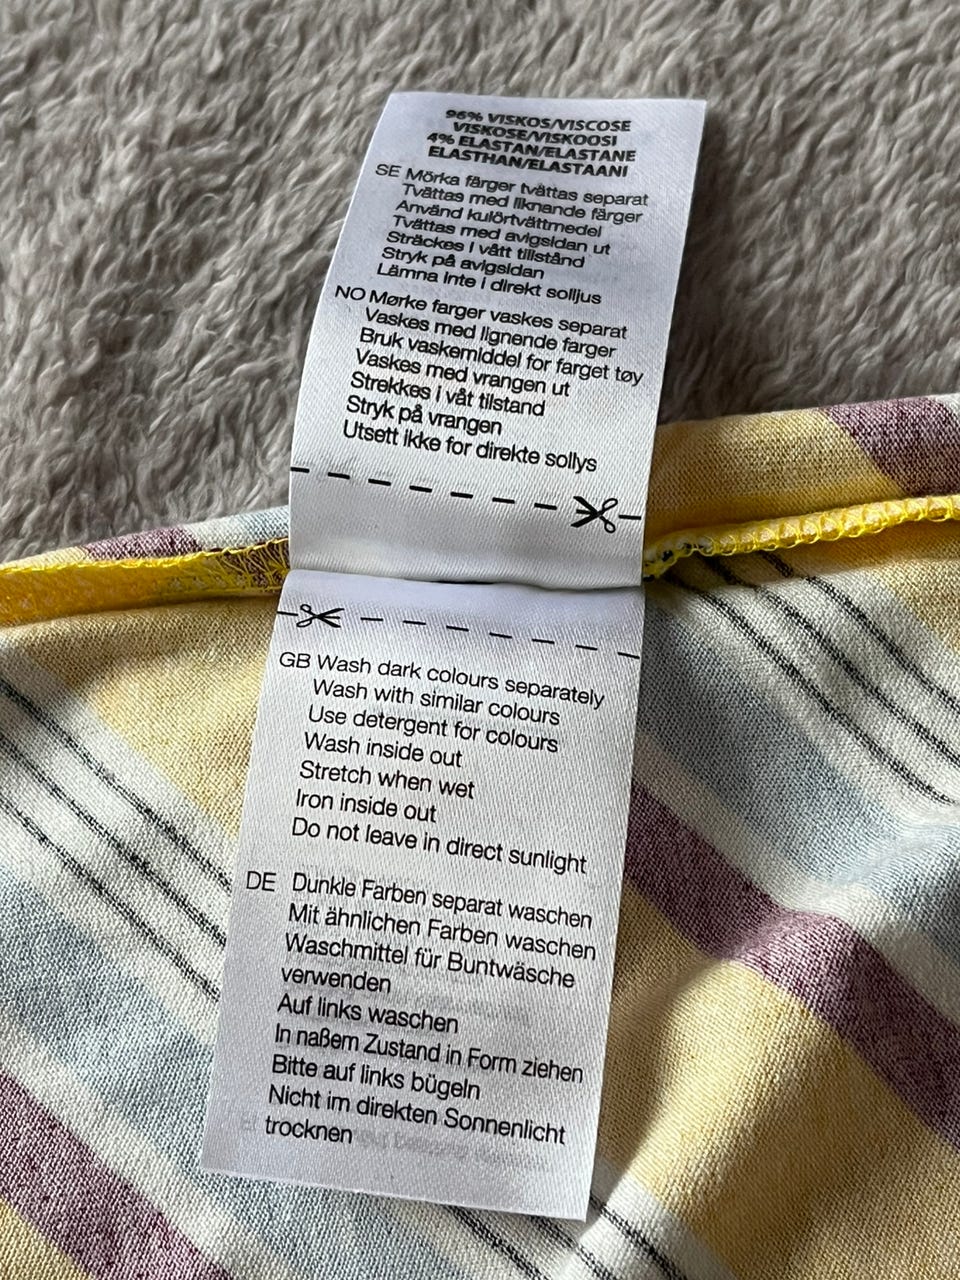 96% VISKOS/VISCOSE
VISKOSE/VISKOOSI
4% ELASTAN/ELASTANE
ELASTHAN/ELASTAANI
SE Mörka färger tvättas separat
Tvättas med liknande färger
Använd kulörtvättmedel
Tvättas med avigsidan ut
Sträckes i vått tillstånd
Stryk på avigsidan
Lämna inte i direkt solljus
NO Mørke farger vaskes separat
Vaskes med lignende farger
Bruk vaskemiddel for farget tøy
Vaskes med vrangen ut
Strekkes i våt tilstand
Stryk på vrangen
Utsett ikke for direkte sollys
GB Wash dark colours separately
Wash with similar colours
Use detergent for colours
Wash inside out
Stretch when wet
Iron inside out
Do not leave in direct sunlight
DE Dunkle Farben separat waschen
Mit ähnlichen Farben waschen
Waschmittel für Buntwäsche
verwenden
Auf links waschen
In naßem Zustand in Form ziehen
Bitte auf links bügeln
Nicht im direkten Sonnenlicht
trocknen